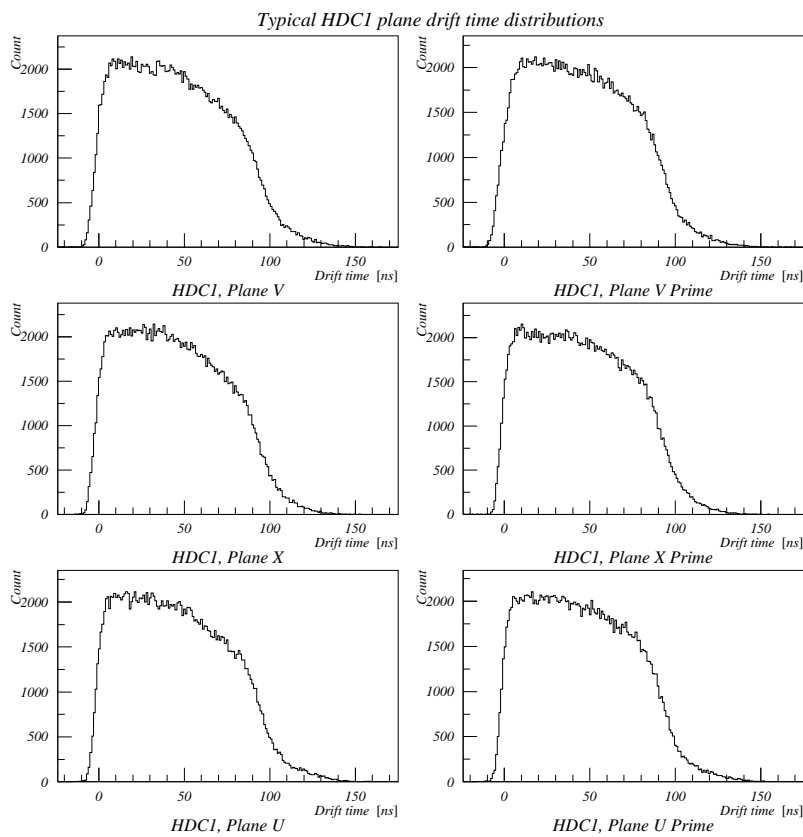 Typical HDC1 plane drift time distributions
Count
2000
1500
1000
500
0
0 50 100 150
Drift time [ns]
HDC1, Plane V
Count
2000
1500
1000
500
0
0 50 100 150
Drift time [ns]
HDC1, Plane V Prime
Count
2000
1500
1000
500
0
0 50 100 150
Drift time [ns]
HDC1, Plane X
Count
2000
1500
1000
500
0
0 50 100 150
Drift time [ns]
HDC1, Plane X Prime
Count
2000
1500
1000
500
0
0 50 100 150
Drift time [ns]
HDC1, Plane U
Count
2000
1500
1000
500
0
0 50 100 150
Drift time [ns]
HDC1, Plane U Prime